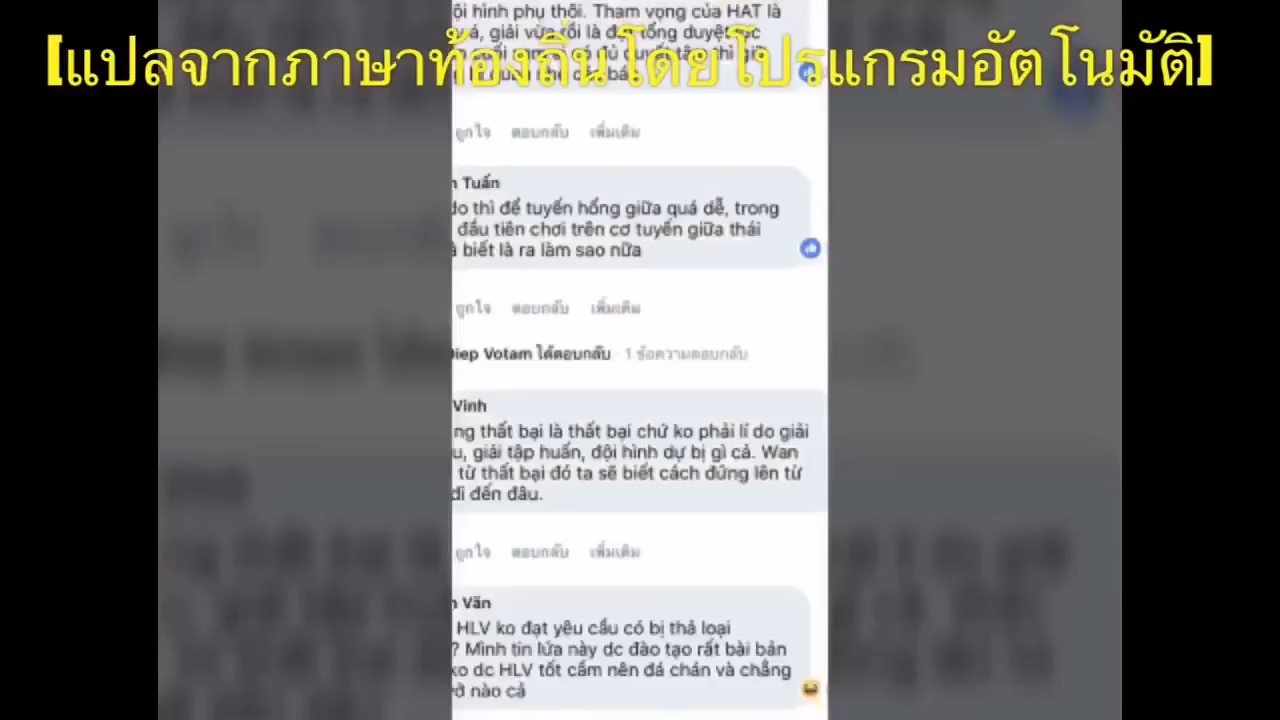 ội hình phụ thôi. Tham vọng của HAT là
á, giải vừa rồi là đợt tổng duyệt
[แปลจากภาษาท้องถิ่นโดยโปรแกรมอัตโนมัติ]
ถูกใจ ตอบกลับ เพิ่มเติม
n Tuấn
do thì để tuyến hổng giữa quá dễ, trong
đầu tiên chơi trên cơ tuyến giữa thái
à biết là ra làm sao nữa
ถูกใจ ตอบกลับ เพิ่มเติม
Diep Votam ได้ตอบกลับ · 1 ข้อความตอบกลับ
Vinh
ng thất bại là thất bại chứ ko phải lí do giải
u, giải tập huấn, đội hình dự bị gì cả. Wan
từ thất bại đó ta sẽ biết cách đứng lên từ
đi đến đâu.
ถูกใจ ตอบกลับ เพิ่มเติม
n Văn
HLV ko đạt yêu cầu có bị thả loại
? Mình tin lứa này dc đào tạo rất bài bản
ko dc HLV tốt cầm nên đá chán và chẳng
vở nào cả